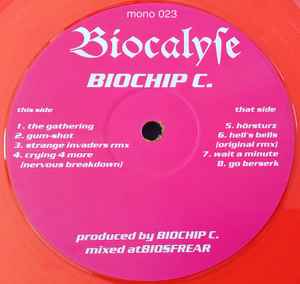 mono 023
Biocalyſe
BIOCHIP C.
this side
1. the gathering
2. gum-shot
3. strange invaders rmx
4. crying 4 more
(nervous breakdown)
that side
5. hörsturz
6. hell's bells
(original rmx)
7. wait a minute
8. go berserk
produced by BIOCHIP C.
mixed atBIOSFREAR